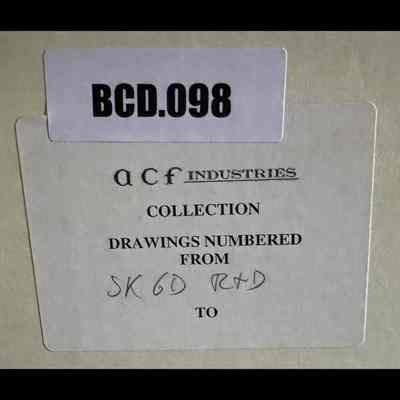 BCD.098
acf INDUSTRIES
COLLECTION
DRAWINGS NUMBERED
FROM
SK 6D R+D
TO